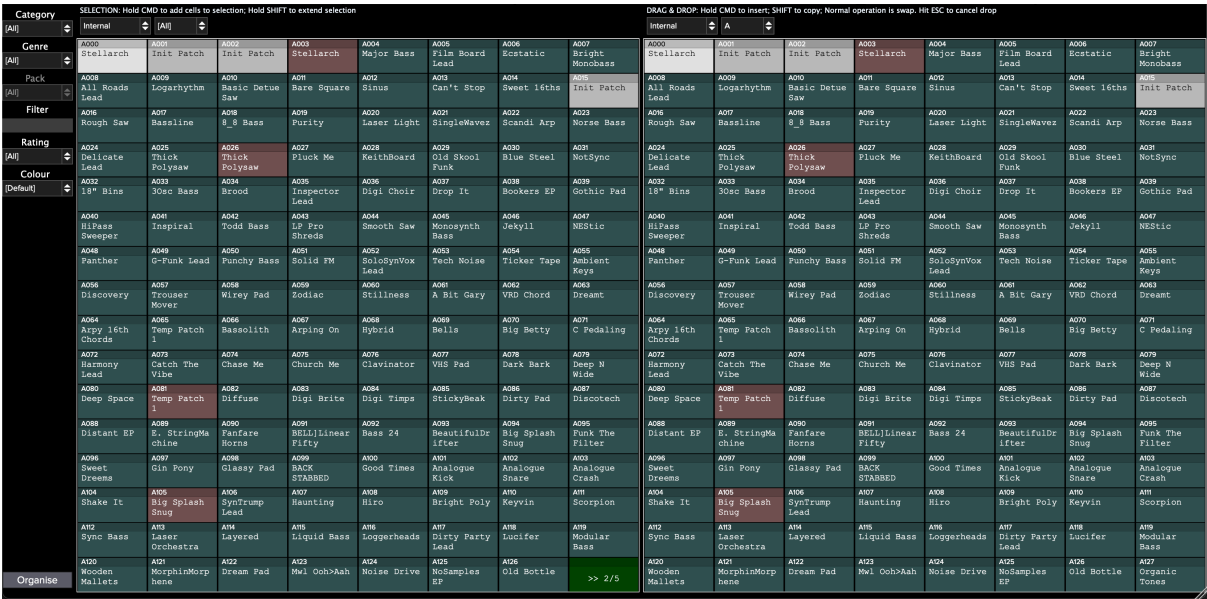 Category
[All]
Genre
[All]
Pack
[All]
Filter
Rating
[All]
Colour
[Default]
Organise
SELECTION: Hold CMD to add cells to selection; Hold SHIFT to extend selection
Internal [All]
A000 A001 A002 A003 A004 A005 A006 A007
Stellarch Init Patch Init Patch Stellarch Major Bass Film Board Ecstatic Bright
Lead Monobass
A008 A009 A010 A011 A012 A013 A014 A015
All Roads Logarhythm Basic Detue Bare Square Sinus Can't Stop Sweet 16ths Init Patch
Lead Saw
A016 A017 A018 A019 A020 A021 A022 A023
Rough Saw Bassline 8_8 Bass Purity Laser Light SingleWavez Scandi Arp Norse Bass
A024 A025 A026 A027 A028 A029 A030 A031
Delicate Thick Thick Pluck Me KeithBoard Old Skool Blue Steel NotSync
Lead Polysaw Polysaw Funk
A032 A033 A034 A035 A036 A037 A038 A039
18" Bins 3Osc Bass Brood Inspector Digi Choir Drop It Bookers EP Gothic Pad
Lead
A040 A041 A042 A043 A044 A045 A046 A047
HiPass Inspiral Todd Bass LP Pro Smooth Saw Monosynth Jekyll NEStic
Sweeper Shreds Bass
A048 A049 A050 A051 A052 A053 A054 A055
Panther G-Funk Lead Punchy Bass Solid FM SoloSynVox Tech Noise Ticker Tape Ambient
Lead Keys
A056 A057 A058 A059 A060 A061 A062 A063
Discovery Trouser Wirey Pad Zodiac Stillness A Bit Gary VRD Chord Dreamt
Mover
A064 A065 A066 A067 A068 A069 A070 A071
Arpy 16th Temp Patch Bassolith Arping On Hybrid Bells Big Betty C Pedaling
Chords 1
A072 A073 A074 A075 A076 A077 A078 A079
Harmony Catch The Chase Me Church Me Clavinator VHS Pad Dark Bark Deep N
Lead Vibe Wide
A080 A081 A082 A083 A084 A085 A086 A087
Deep Space Temp Patch Diffuse Digi Brite Digi Timps StickyBeak Dirty Pad Discotech
1
A088 A089 A090 A091 A092 A093 A094 A095
Distant EP E. StringMa Fanfare BELL]Linear Bass 24 BeautifulDr Big Splash Funk The
chine Horns Fifty ifter Snug Filter
A096 A097 A098 A099 A100 A101 A102 A103
Sweet Gin Pony Glassy Pad BACK Good Times Analogue Analogue Analogue
Dreems STABBED Kick Snare Crash
A104 A105 A106 A107 A108 A109 A110 A111
Shake It Big Splash SynTrump Haunting Hiro Bright Poly Keyvin Scorpion
Snug Lead
A112 A113 A114 A115 A116 A117 A118 A119
Sync Bass Laser Layered Liquid Bass Loggerheads Dirty Party Lucifer Modular
Orchestra Lead Bass
A120 A121 A122 A123 A124 A125 A126
Wooden MorphinMorp Dream Pad Mwl Ooh>Aah Noise Drive NoSamples Old Bottle >> 2/5
Mallets hene EP
DRAG & DROP: Hold CMD to insert; SHIFT to copy; Normal operation is swap. Hit ESC to cancel drop
Internal A
A000 A001 A002 A003 A004 A005 A006 A007
Stellarch Init Patch Init Patch Stellarch Major Bass Film Board Ecstatic Bright
Lead Monobass
A008 A009 A010 A011 A012 A013 A014 A015
All Roads Logarhythm Basic Detue Bare Square Sinus Can't Stop Sweet 16ths Init Patch
Lead Saw
A016 A017 A018 A019 A020 A021 A022 A023
Rough Saw Bassline 8_8 Bass Purity Laser Light SingleWavez Scandi Arp Norse Bass
A024 A025 A026 A027 A028 A029 A030 A031
Delicate Thick Thick Pluck Me KeithBoard Old Skool Blue Steel NotSync
Lead Polysaw Polysaw Funk
A032 A033 A034 A035 A036 A037 A038 A039
18" Bins 3Osc Bass Brood Inspector Digi Choir Drop It Bookers EP Gothic Pad
Lead
A040 A041 A042 A043 A044 A045 A046 A047
HiPass Inspiral Todd Bass LP Pro Smooth Saw Monosynth Jekyll NEStic
Sweeper Shreds Bass
A048 A049 A050 A051 A052 A053 A054 A055
Panther G-Funk Lead Punchy Bass Solid FM SoloSynVox Tech Noise Ticker Tape Ambient
Lead Keys
A056 A057 A058 A059 A060 A061 A062 A063
Discovery Trouser Wirey Pad Zodiac Stillness A Bit Gary VRD Chord Dreamt
Mover
A064 A065 A066 A067 A068 A069 A070 A071
Arpy 16th Temp Patch Bassolith Arping On Hybrid Bells Big Betty C Pedaling
Chords 1
A072 A073 A074 A075 A076 A077 A078 A079
Harmony Catch The Chase Me Church Me Clavinator VHS Pad Dark Bark Deep N
Lead Vibe Wide
A080 A081 A082 A083 A084 A085 A086 A087
Deep Space Temp Patch Diffuse Digi Brite Digi Timps StickyBeak Dirty Pad Discotech
1
A088 A089 A090 A091 A092 A093 A094 A095
Distant EP E. StringMa Fanfare BELL]Linear Bass 24 BeautifulDr Big Splash Funk The
chine Horns Fifty ifter Snug Filter
A096 A097 A098 A099 A100 A101 A102 A103
Sweet Gin Pony Glassy Pad BACK Good Times Analogue Analogue Analogue
Dreems STABBED Kick Snare Crash
A104 A105 A106 A107 A108 A109 A110 A111
Shake It Big Splash SynTrump Haunting Hiro Bright Poly Keyvin Scorpion
Snug Lead
A112 A113 A114 A115 A116 A117 A118 A119
Sync Bass Laser Layered Liquid Bass Loggerheads Dirty Party Lucifer Modular
Orchestra Lead Bass
A120 A121 A122 A123 A124 A125 A126 A127
Wooden MorphinMorp Dream Pad Mwl Ooh>Aah Noise Drive NoSamples Old Bottle Organic
Mallets hene EP Tones